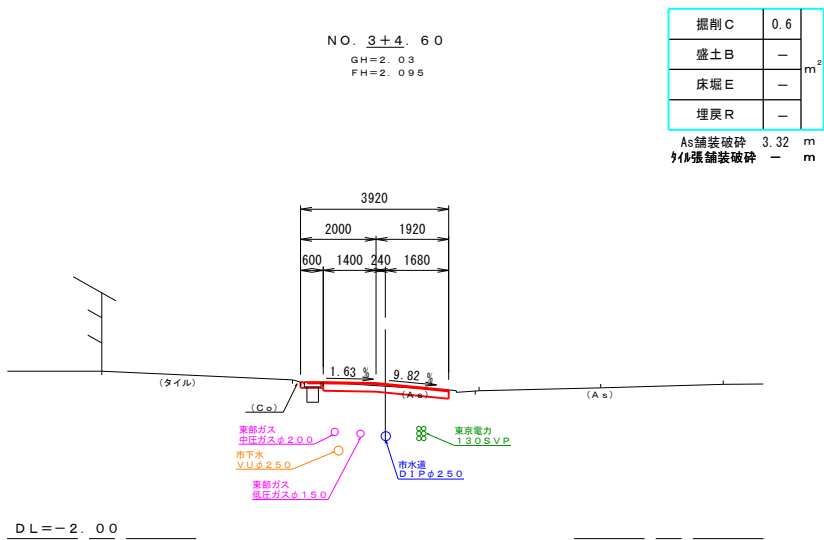 NO. 3+4. 60
GH=2. 03
FH=2. 095
掘削C 0.6
盛土B －
床堀E －
埋戻R －
m²
As舗装破砕 3.32 m
ﾀｲﾙ張舗装破砕 － m
3920
2000 1920
600 1400 240 1680
1.63 % 9.82 %
(タイル)
(Co)
(As)
(As)
東部ガス
中圧ガスφ200
市下水
VUφ250
東部ガス
低圧ガスφ150
市水道
DIPφ250
東京電力
130SVP
DL=-2. 00